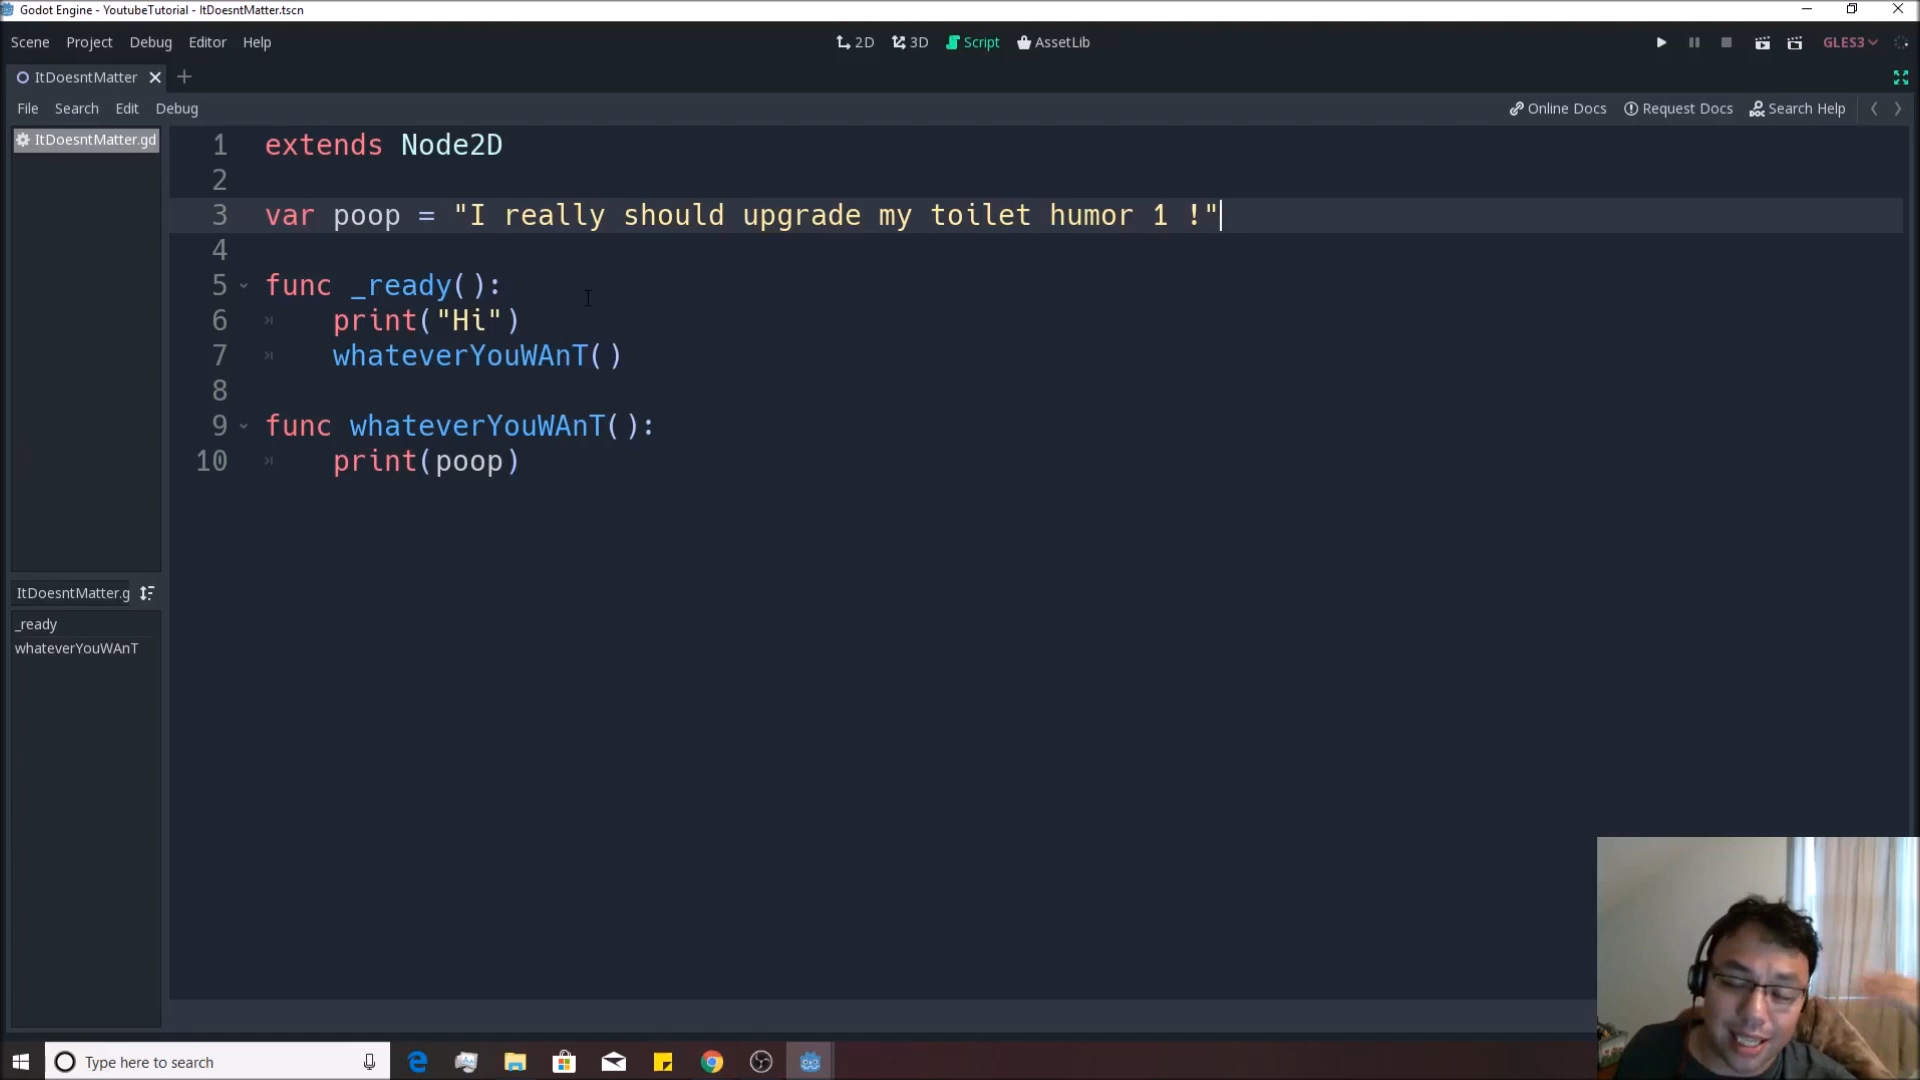 Godot Engine - YoutubeTutorial - ItDoesntMatter.tscn
Scene Project Debug Editor Help
2D 3D Script AssetLib
GLES3
ItDoesntMatter
File Search Edit Debug
Online Docs Request Docs Search Help
ItDoesntMatter.gd
1 extends Node2D
2
3 var poop = "I really should upgrade my toilet humor 1 !"
4
5 func _ready():
6 print("Hi")
7 whateverYouWAnT()
8
9 func whateverYouWAnT():
10 print(poop)
ItDoesntMatter.g
_ready
whateverYouWAnT
Type here to search